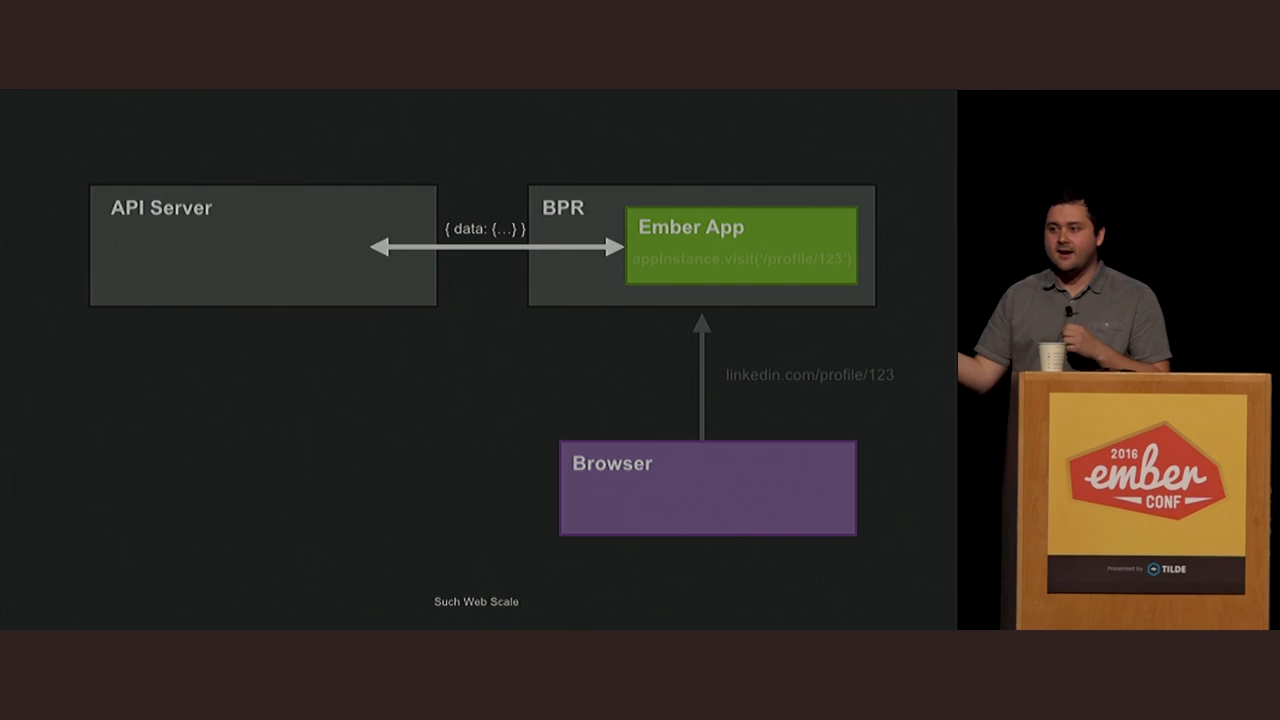 API Server
{ data: {...} }
BPR
Ember App
appInstance.visit('/profile/123')
linkedin.com/profile/123
Browser
Such Web Scale
2016
ember
CONF
Presented by
TILDE